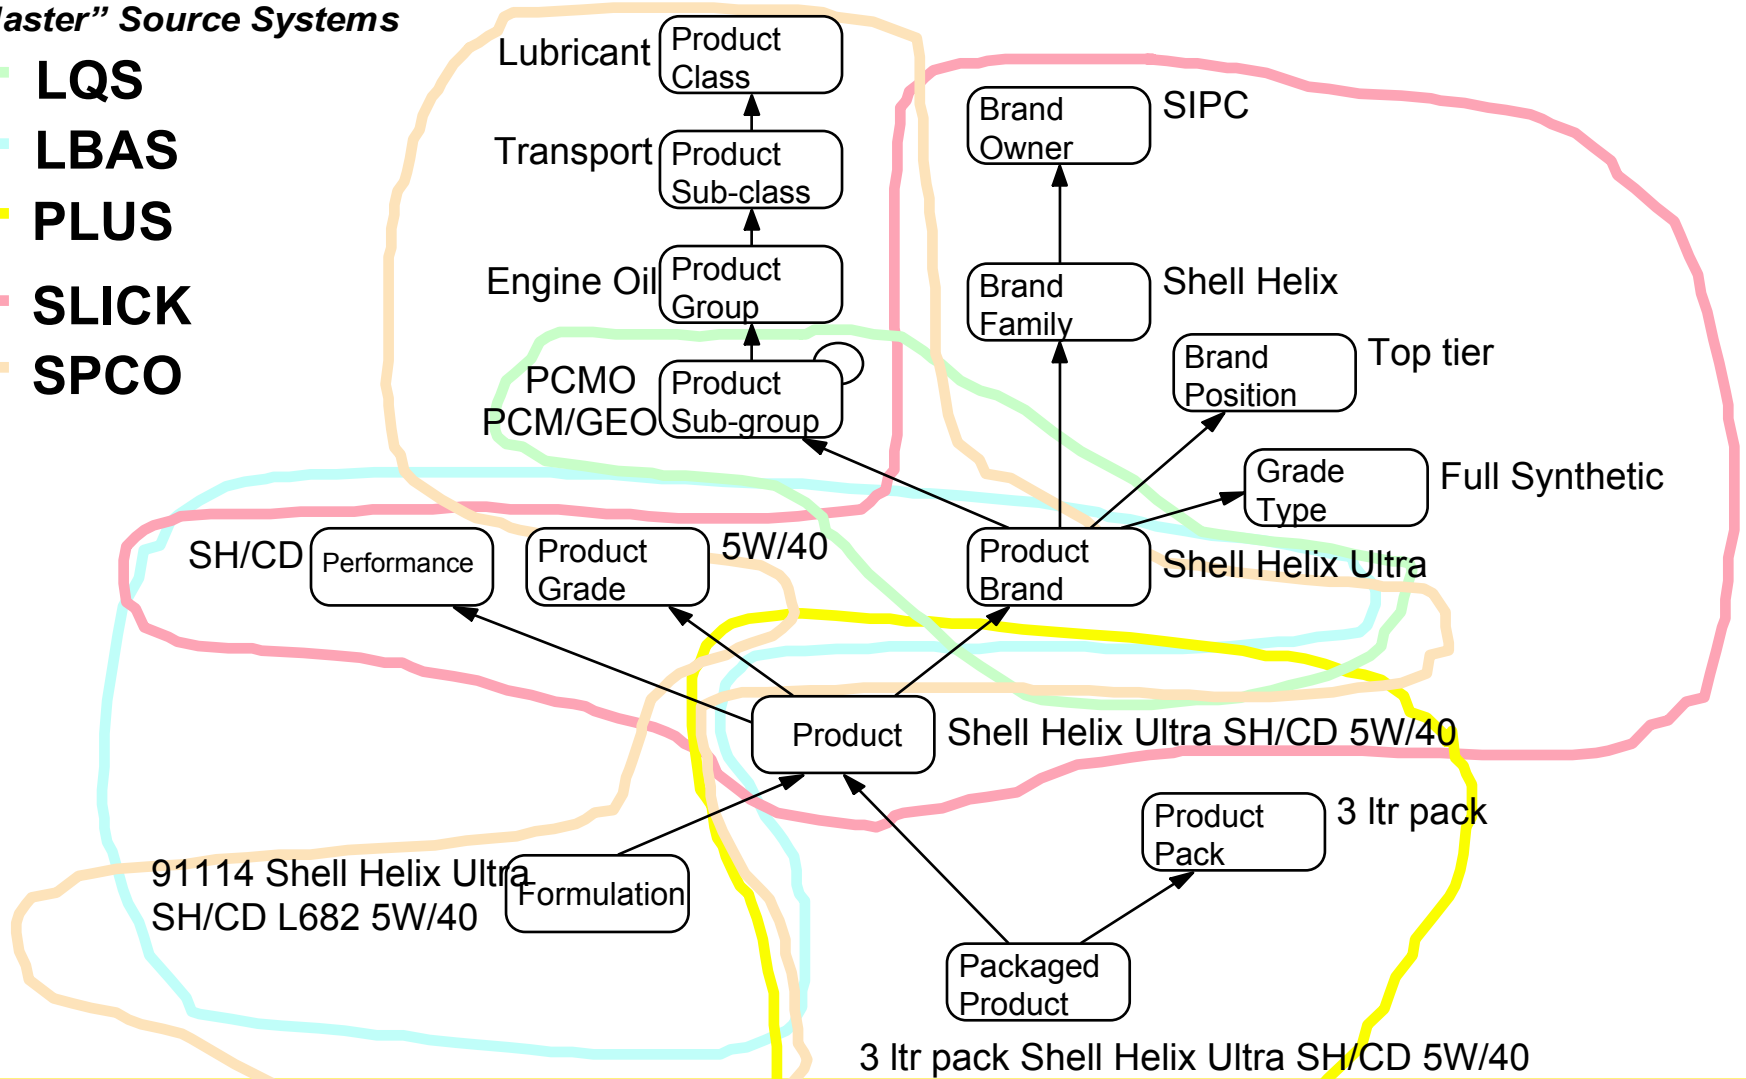 Source Systems
LQS
LBAS
PLUS
SLICK
SPCO
Lubricant
Product
Class
Transport
Product
Sub-class
Engine Oil
Product
Group
PCMO
PCM/GEO
Product
Sub-group
Brand
Owner
SIPC
Brand
Family
Shell Helix
Brand
Position
Top tier
Grade
Type
Full Synthetic
SH/CD
Performance
Product
Grade
5W/40
Product
Brand
Shell Helix Ultra
Product
Shell Helix Ultra SH/CD 5W/40
Product
Pack
3 ltr pack
91114 Shell Helix Ultra
SH/CD L682 5W/40
Formulation
Packaged
Product
3 ltr pack Shell Helix Ultra SH/CD 5W/40